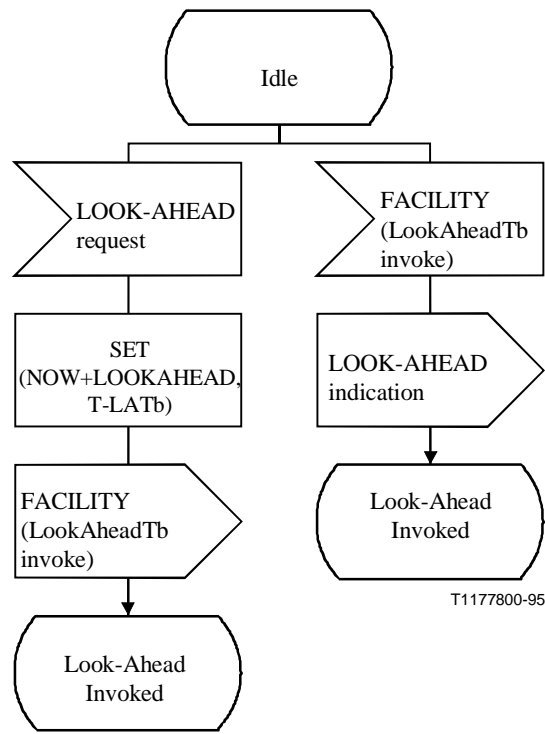 Idle
LOOK-AHEAD
request
SET
(NOW+LOOKAHEAD,
T-LATb)
FACILITY
(LookAheadTb
invoke)
Look-Ahead
Invoked
FACILITY
(LookAheadTb
invoke)
LOOK-AHEAD
indication
Look-Ahead
Invoked
T1177800-95